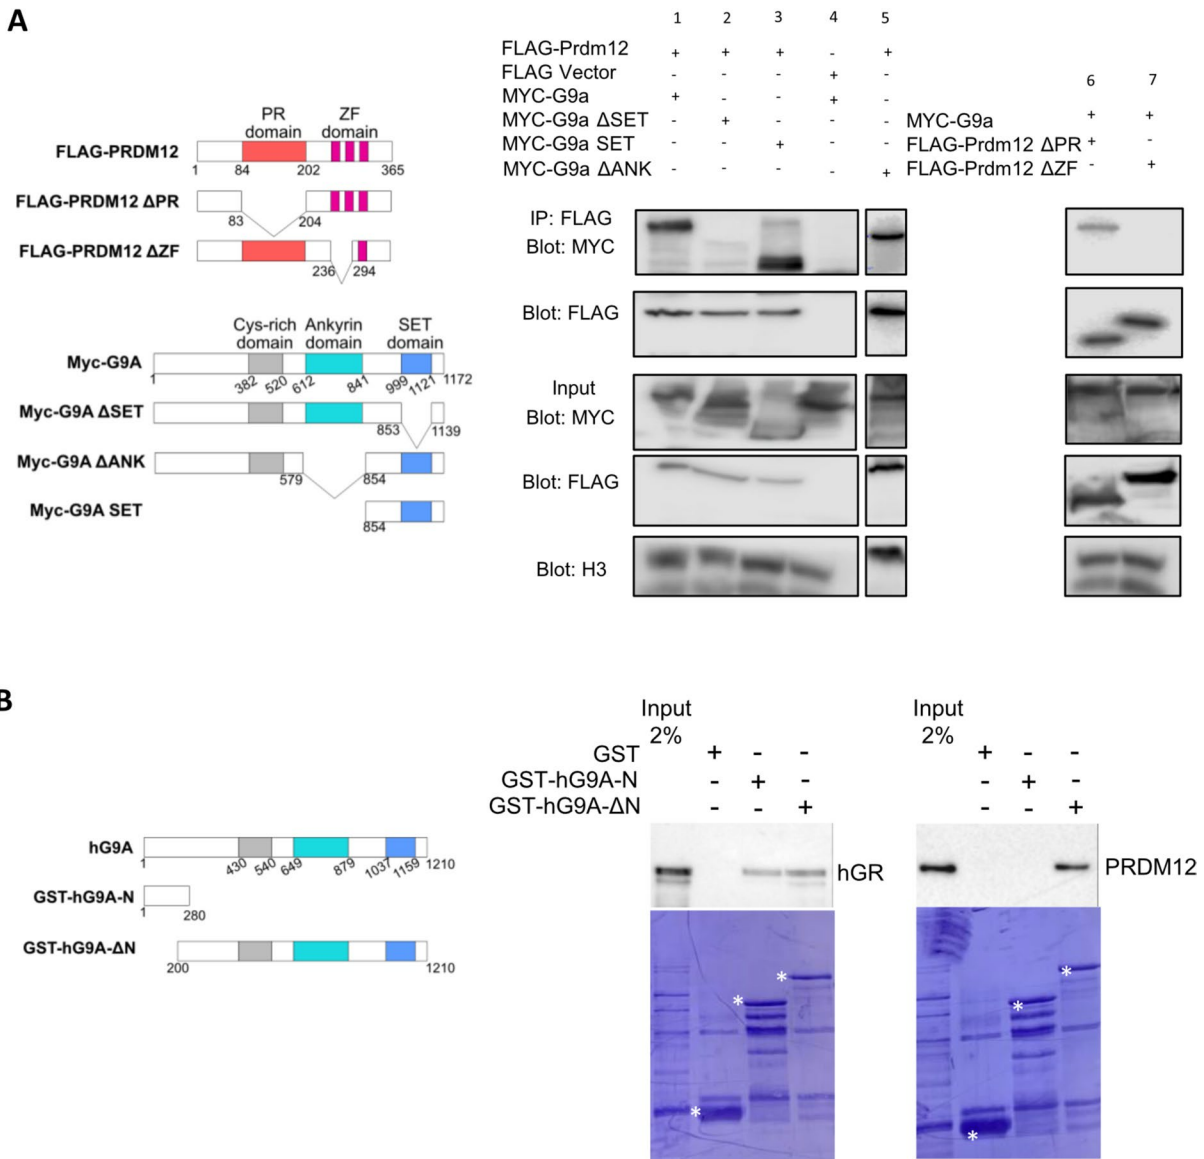 A
1 2 3 4 5
FLAG-Prdm12 + + + - +
FLAG Vector - - - + -
MYC-G9a + - - + -
MYC-G9a ΔSET - + - - -
MYC-G9a SET - - + - -
MYC-G9a ΔANK - - - - +
6 7
MYC-G9a + +
FLAG-Prdm12 ΔPR + -
FLAG-Prdm12 ΔZF - +
PR domain ZF domain
FLAG-PRDM12
1 84 202 365
FLAG-PRDM12 ΔPR
83 204
FLAG-PRDM12 ΔZF
236 294
Cys-rich domain Ankyrin domain SET domain
Myc-G9A
1 382 520 612 841 999 1121 1172
Myc-G9A ΔSET
853 1139
Myc-G9A ΔANK
579 854
Myc-G9A SET
854
IP: FLAG
Blot: MYC
Blot: FLAG
Input
Blot: MYC
Blot: FLAG
Blot: H3
B
hG9A
1 430 540 649 879 1037 1159 1210
GST-hG9A-N
1 280
GST-hG9A-ΔN
200 1210
Input
2%
GST + - -
GST-hG9A-N - + -
GST-hG9A-ΔN - - +
hGR
* * *
Input
2%
+ - -
- + -
- - +
PRDM12
* * *